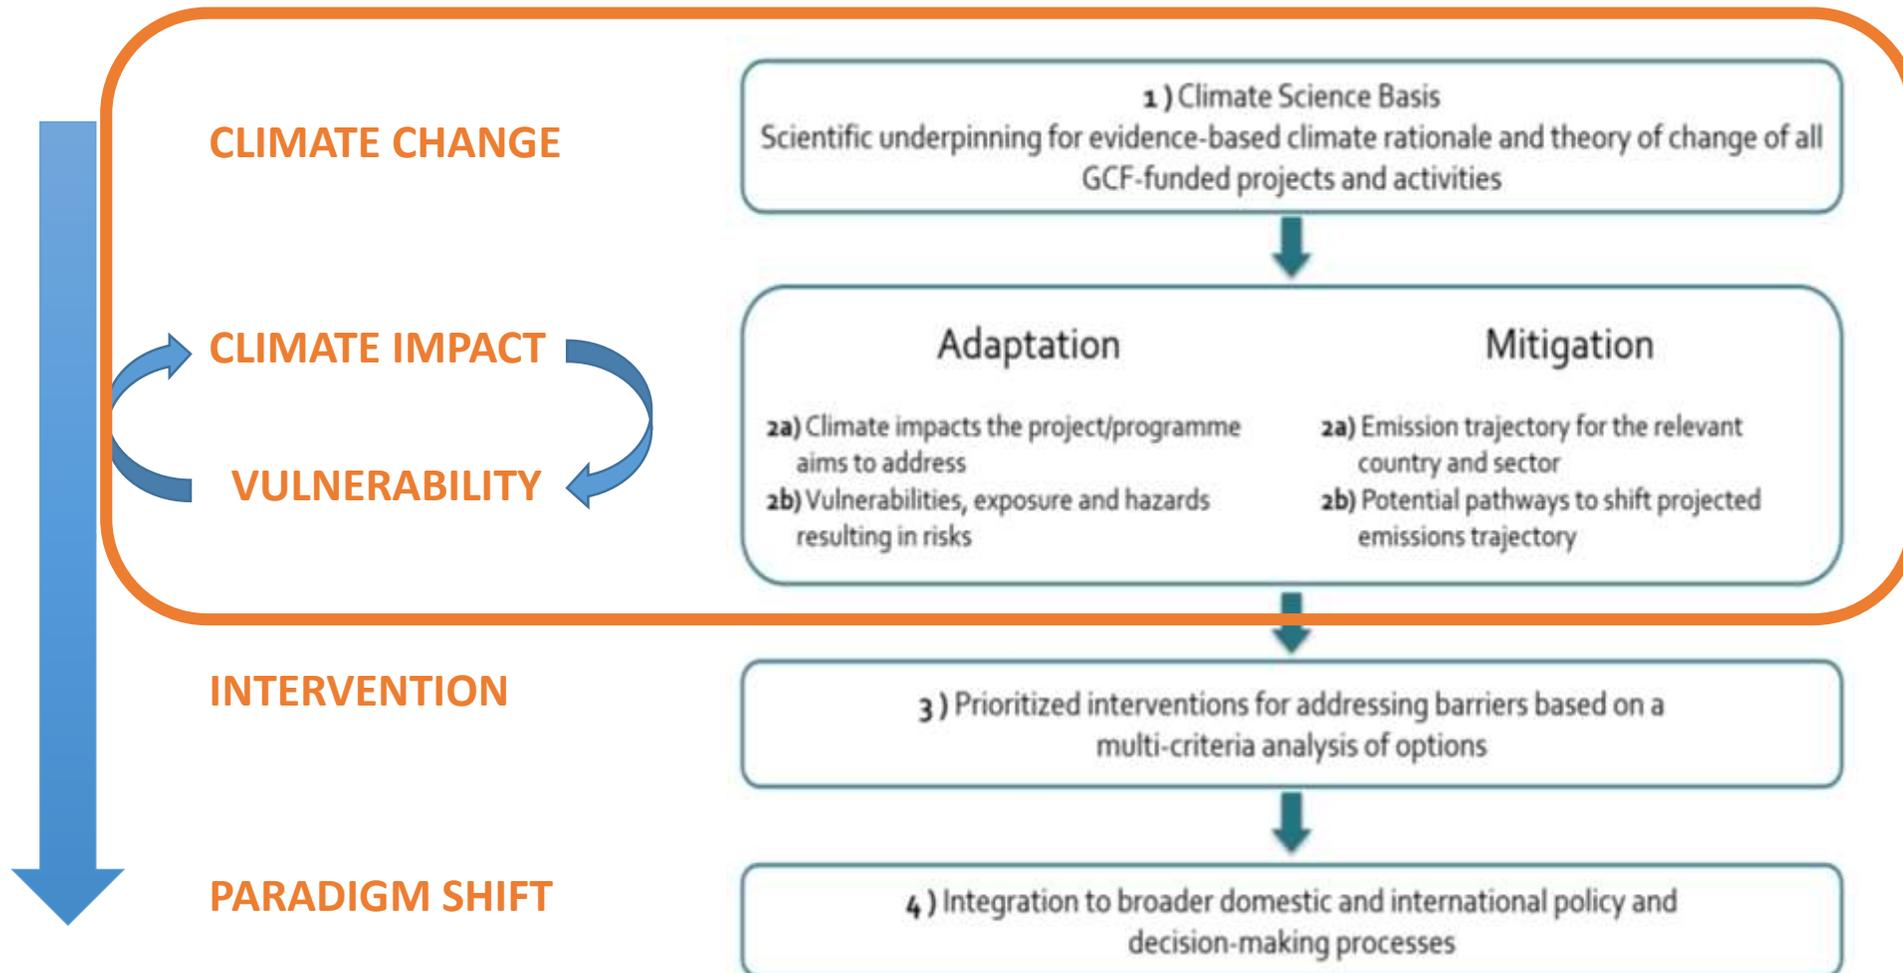 CLIMATE CHANGE
1 ) Climate Science Basis
Scientific underpinning for evidence-based climate rationale and theory of change of all
GCF-funded projects and activities
CLIMATE IMPACT
VULNERABILITY
Adaptation
2a) Climate impacts the project/programme
aims to address
2b) Vulnerabilities, exposure and hazards
resulting in risks
Mitigation
2a) Emission trajectory for the relevant
country and sector
2b) Potential pathways to shift projected
emissions trajectory
INTERVENTION
3 ) Prioritized interventions for addressing barriers based on a
multi-criteria analysis of options
PARADIGM SHIFT
4 ) Integration to broader domestic and international policy and
decision-making processes